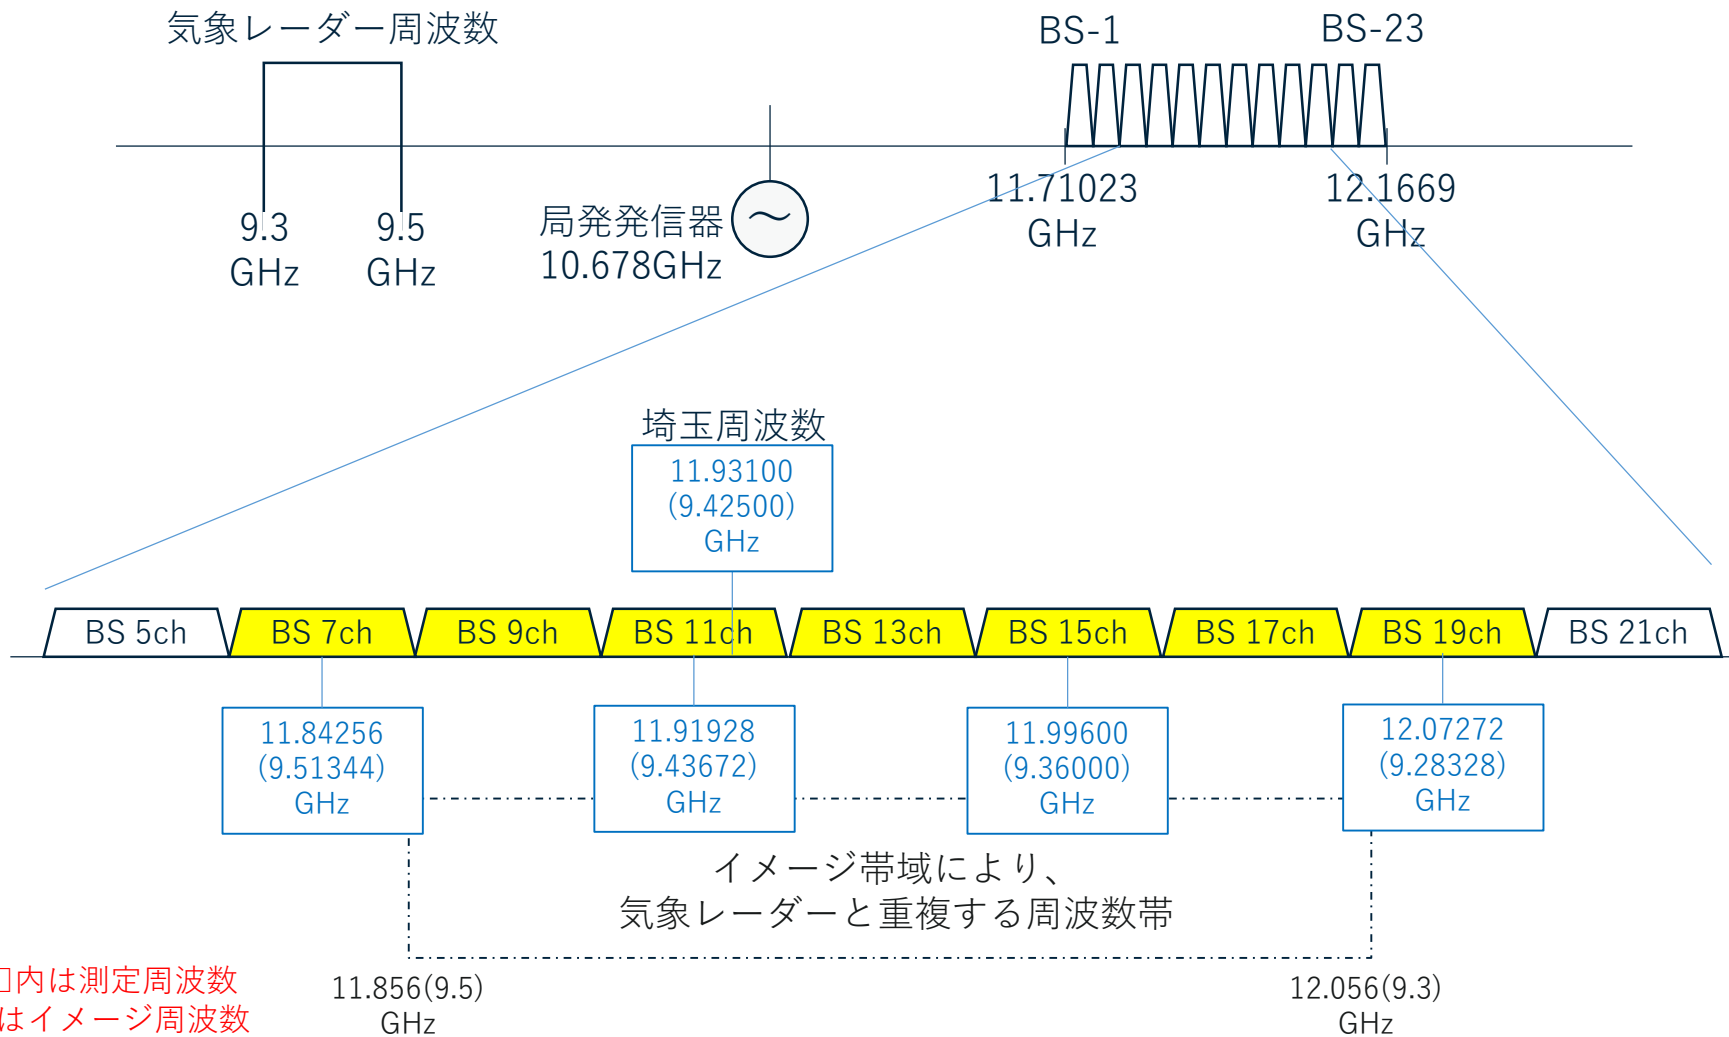 気象レーダー周波数
BS-1
BS-23
9.3
GHz
9.5
GHz
局発発信器
10.678GHz
〜
11.71023
GHz
12.1669
GHz
埼玉周波数
11.93100
(9.42500)
GHz
BS 5ch
BS 7ch
BS 9ch
BS 11ch
BS 13ch
BS 15ch
BS 17ch
BS 19ch
BS 21ch
11.84256
(9.51344)
GHz
11.91928
(9.43672)
GHz
11.99600
(9.36000)
GHz
12.07272
(9.28328)
GHz
イメージ帯域により、
気象レーダーと重複する周波数帯
11.856(9.5)
GHz
12.056(9.3)
GHz
□内は測定周波数
はイメージ周波数